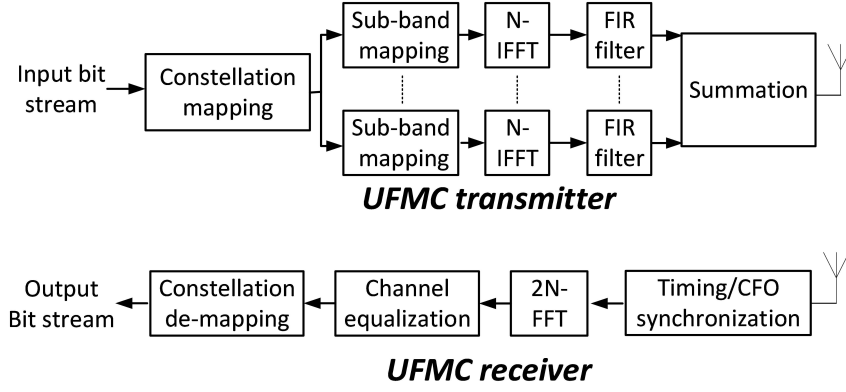 Input bit
stream
Constellation
mapping
Sub-band
mapping
N-
IFFT
FIR
filter
Sub-band
mapping
N-
IFFT
FIR
filter
Summation
UFMC transmitter
Output
Bit stream
Constellation
de-mapping
Channel
equalization
2N-
FFT
Timing/CFO
synchronization
UFMC receiver